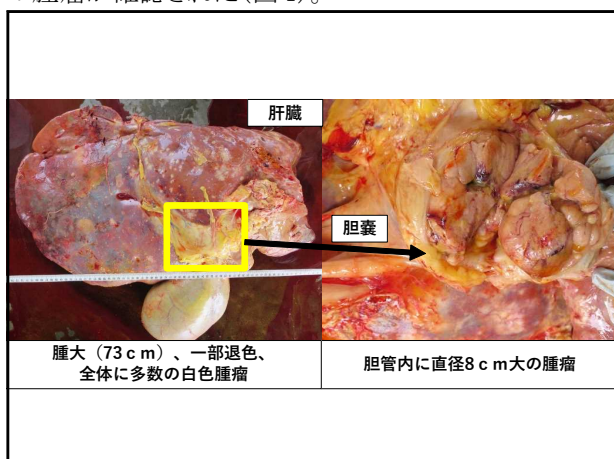 腫瘤が確認された(図1)。
肝臓
胆嚢
腫大（73ｃｍ）、一部退色、
全体に多数の白色腫瘤
胆管内に直径8ｃｍ大の腫瘤